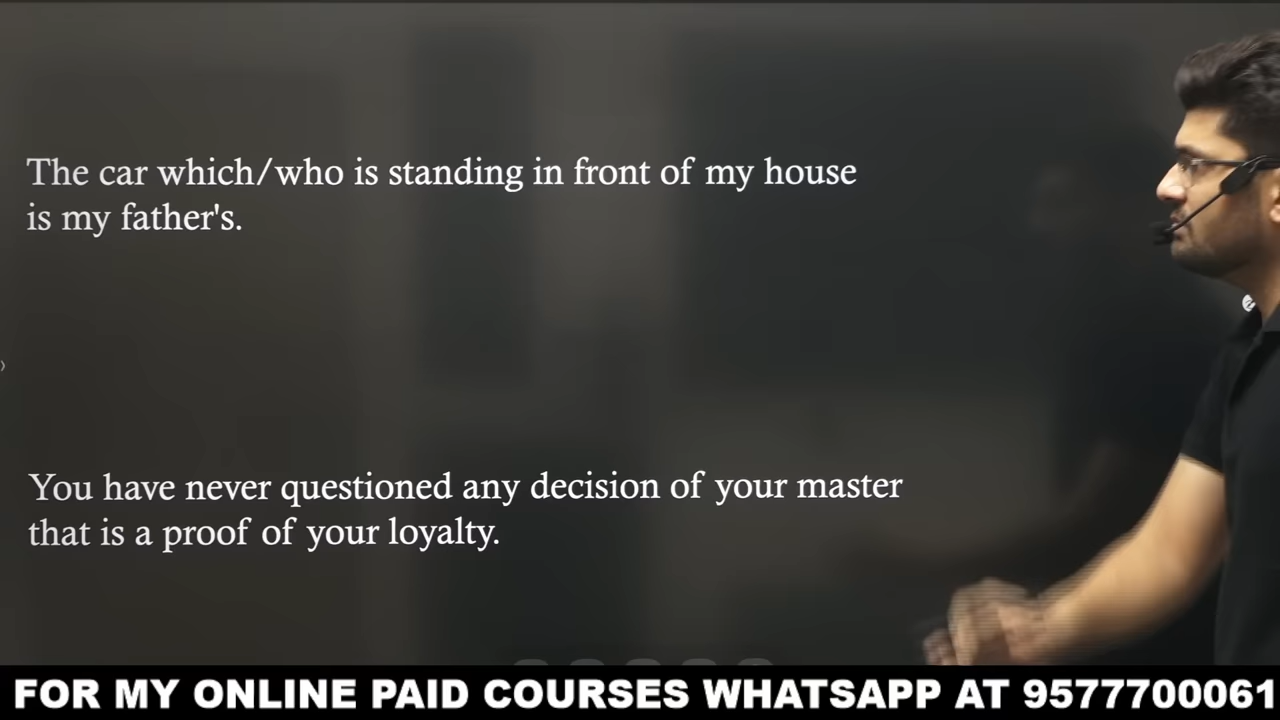 The car which/who is standing in front of my house
is my father's.
You have never questioned any decision of your master
that is a proof of your loyalty.
FOR MY ONLINE PAID COURSES WHATSAPP AT 9577700061